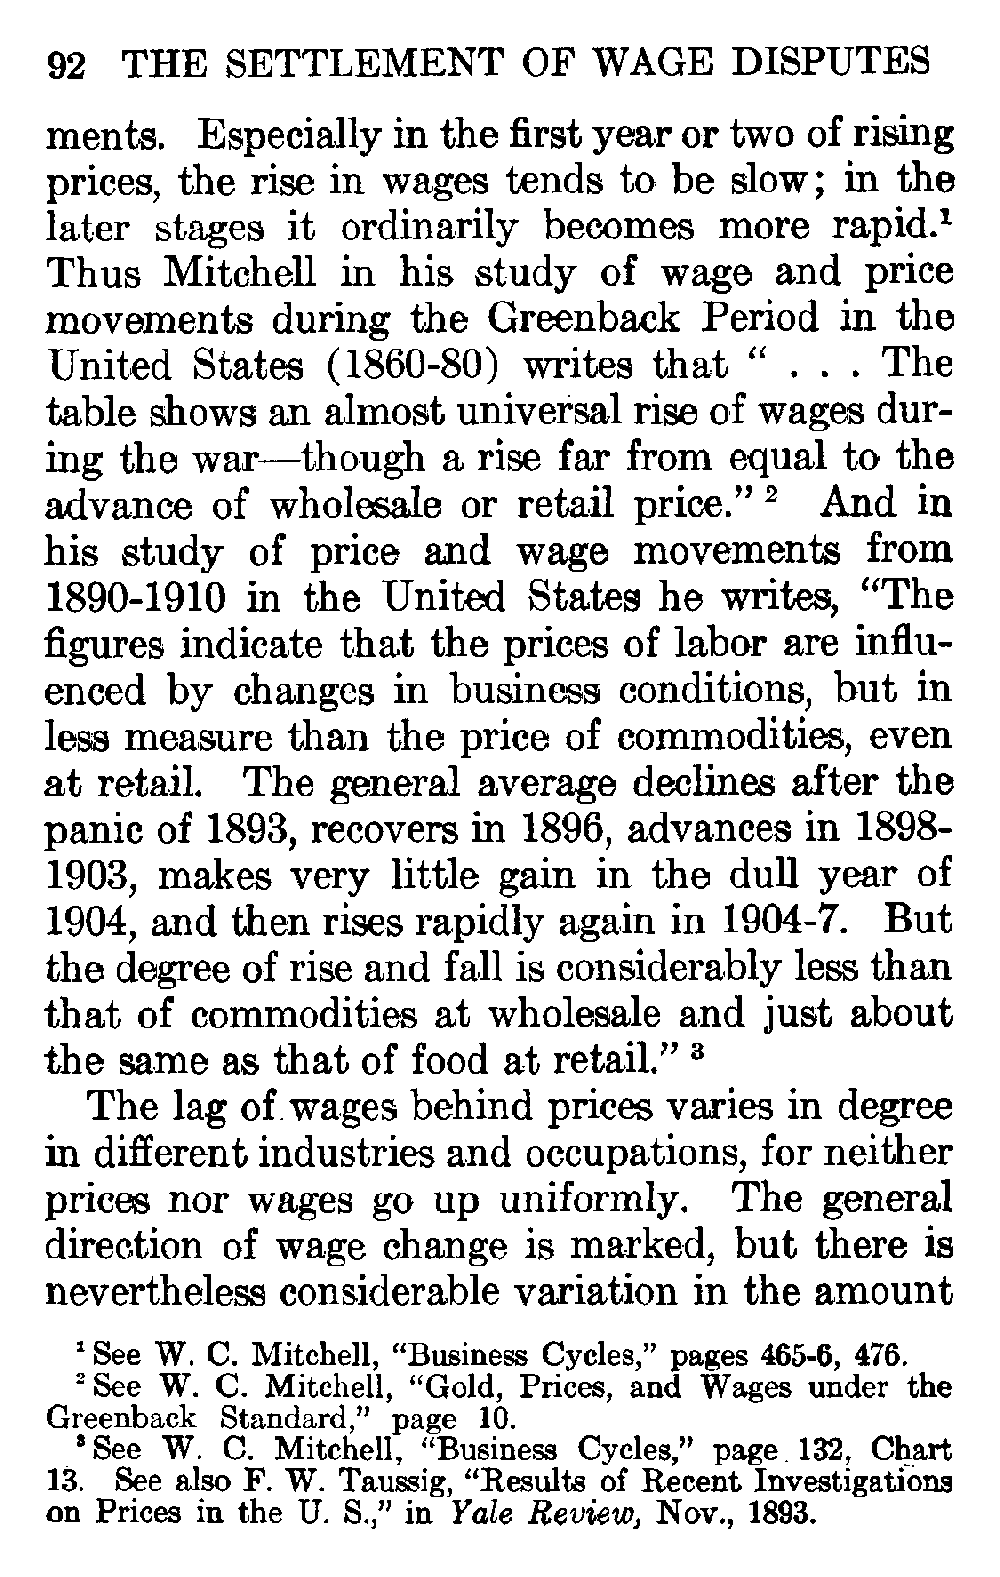 92 THE SETTLEMENT OF WAGE DISPUTES
ments. Especially in the first year or two of rising
prices, the rise in wages tends to be slow; in the
later stages it ordinarily becomes more rapid.¹
Thus Mitchell in his study of wage and price
movements during the Greenback Period in the
United States (1860-80) writes that “ . . . The
table shows an almost universal rise of wages dur-
ing the war—though a rise far from equal to the
advance of wholesale or retail price.” ² And in
his study of price and wage movements from
1890-1910 in the United States he writes, “The
figures indicate that the prices of labor are influ-
enced by changes in business conditions, but in
less measure than the price of commodities, even
at retail. The general average declines after the
panic of 1893, recovers in 1896, advances in 1898-
1903, makes very little gain in the dull year of
1904, and then rises rapidly again in 1904-7. But
the degree of rise and fall is considerably less than
that of commodities at wholesale and just about
the same as that of food at retail.” ³
The lag of wages behind prices varies in degree
in different industries and occupations, for neither
prices nor wages go up uniformly. The general
direction of wage change is marked, but there is
nevertheless considerable variation in the amount
¹ See W. C. Mitchell, “Business Cycles,” pages 465-6, 476.
² See W. C. Mitchell, “Gold, Prices, and Wages under the
Greenback Standard,” page 10.
³ See W. C. Mitchell, “Business Cycles,” page 132, Chart
13. See also F. W. Taussig, “Results of Recent Investigations
on Prices in the U. S.,” in Yale Review, Nov., 1893.